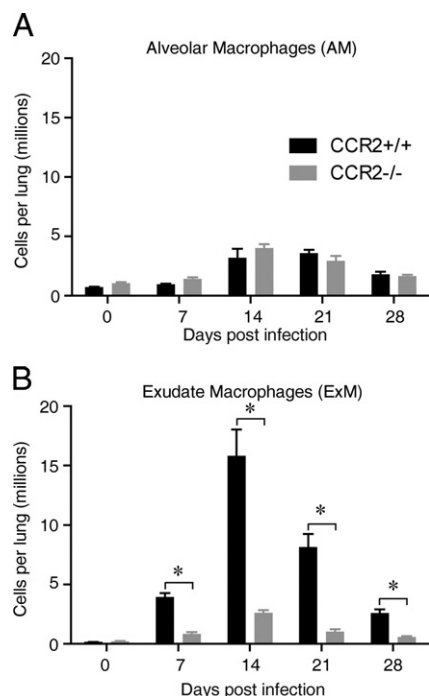 A
Alveolar Macrophages (AM)
Cells per lung (millions)
20
15
10
5
0
CCR2+/+
CCR2-/-
0 7 14 21 28
Days post infection
B
Exudate Macrophages (ExM)
Cells per lung (millions)
20
15
10
5
0
*
*
*
*
0 7 14 21 28
Days post infection